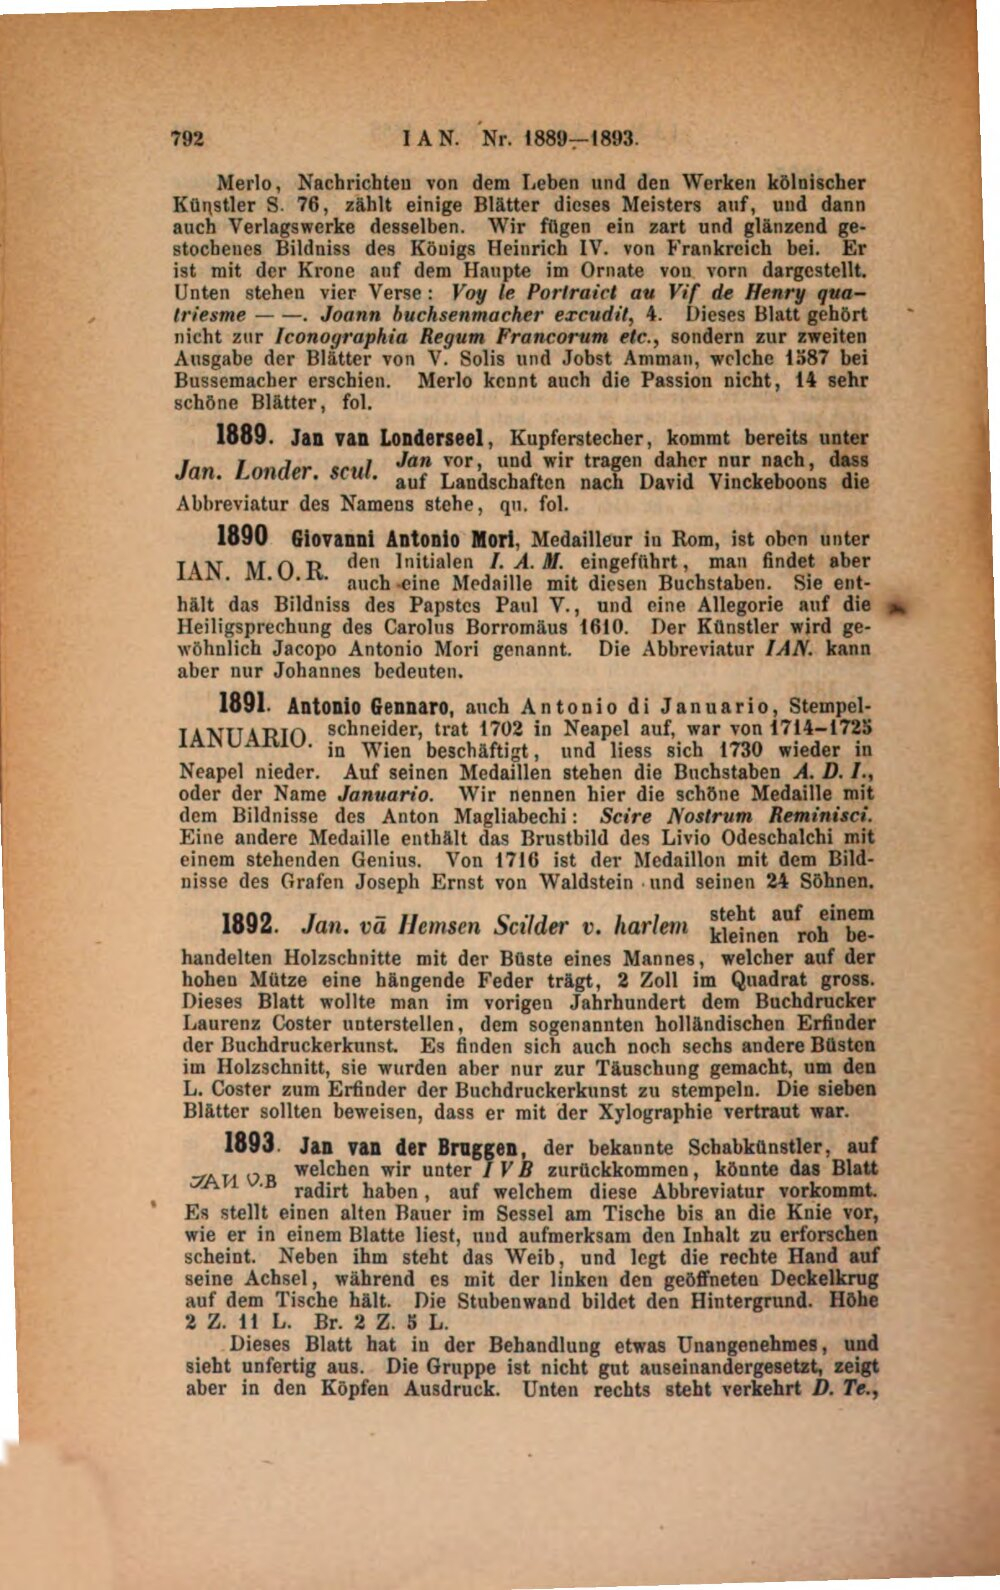 792 IAN. Nr. 1889—1893.
Merlo, Nachrichten von dem Leben und den Werken kölnischer
Künstler S. 76, zählt einige Blätter dieses Meisters auf, und dann
auch Verlagswerke desselben. Wir fügen ein zart und glänzend ge-
stochenes Bildniss des Königs Heinrich IV. von Frankreich bei. Er
ist mit der Krone auf dem Haupte im Ornate von vorn dargestellt.
Unten stehen vier Verse: Voy le Portraict au Vif de Henry qua-
triesme — —. Joann buchsenmacher excudit, 4. Dieses Blatt gehört
nicht zur Iconographia Regum Francorum etc., sondern zur zweiten
Ausgabe der Blätter von V. Solis und Jobst Amman, welche 1587 bei
Bussemacher erschien. Merlo kennt auch die Passion nicht, 14 sehr
schöne Blätter, fol.
1889. Jan van Londerseel, Kupferstecher, kommt bereits unter
Jan. Londer. scul. Jan vor, und wir tragen daher nur nach, dass
auf Landschaften nach David Vinckeboons die
Abbreviatur des Namens stehe, qu. fol.
1890 Giovanni Antonio Mori, Medailleur in Rom, ist oben unter
IAN. M.O.R. den Initialen I. A. M. eingeführt, man findet aber
auch eine Medaille mit diesen Buchstaben. Sie ent-
hält das Bildniss des Papstes Paul V., und eine Allegorie auf die
Heiligsprechung des Carolus Borromäus 1610. Der Künstler wird ge-
wöhnlich Jacopo Antonio Mori genannt. Die Abbreviatur IAN. kann
aber nur Johannes bedeuten.
1891. Antonio Gennaro, auch Antonio di Januario, Stempel-
IANUARIO. schneider, trat 1702 in Neapel auf, war von 1714—1725
in Wien beschäftigt, und liess sich 1730 wieder in
Neapel nieder. Auf seinen Medaillen stehen die Buchstaben A. D. I.,
oder der Name Januario. Wir nennen hier die schöne Medaille mit
dem Bildnisse des Anton Magliabechi: Scire Nostrum Reminisci.
Eine andere Medaille enthält das Brustbild des Livio Odeschalchi mit
einem stehenden Genius. Von 1716 ist der Medaillon mit dem Bild-
nisse des Grafen Joseph Ernst von Waldstein und seinen 24 Söhnen.
1892. Jan. vā Hemsen Scilder v. harlem steht auf einem
kleinen roh be-
handelten Holzschnitte mit der Büste eines Mannes, welcher auf der
hohen Mütze eine hängende Feder trägt, 2 Zoll im Quadrat gross.
Dieses Blatt wollte man im vorigen Jahrhundert dem Buchdrucker
Laurenz Coster unterstellen, dem sogenannten holländischen Erfinder
der Buchdruckerkunst. Es finden sich auch noch sechs andere Büsten
im Holzschnitt, sie wurden aber nur zur Täuschung gemacht, um den
L. Coster zum Erfinder der Buchdruckerkunst zu stempeln. Die sieben
Blätter sollten beweisen, dass er mit der Xylographie vertraut war.
1893. Jan van der Bruggen, der bekannte Schabkünstler, auf
JAN V.B welchen wir unter I V B zurückkommen, könnte das Blatt
radirt haben, auf welchem diese Abbreviatur vorkommt.
Es stellt einen alten Bauer im Sessel am Tische bis an die Knie vor,
wie er in einem Blatte liest, und aufmerksam den Inhalt zu erforschen
scheint. Neben ihm steht das Weib, und legt die rechte Hand auf
seine Achsel, während es mit der linken den geöffneten Deckelkrug
auf dem Tische hält. Die Stubenwand bildet den Hintergrund. Höhe
2 Z. 11 L. Br. 2 Z. 5 L.
Dieses Blatt hat in der Behandlung etwas Unangenehmes, und
sieht unfertig aus. Die Gruppe ist nicht gut auseinandergesetzt, zeigt
aber in den Köpfen Ausdruck. Unten rechts steht verkehrt D. Te.,